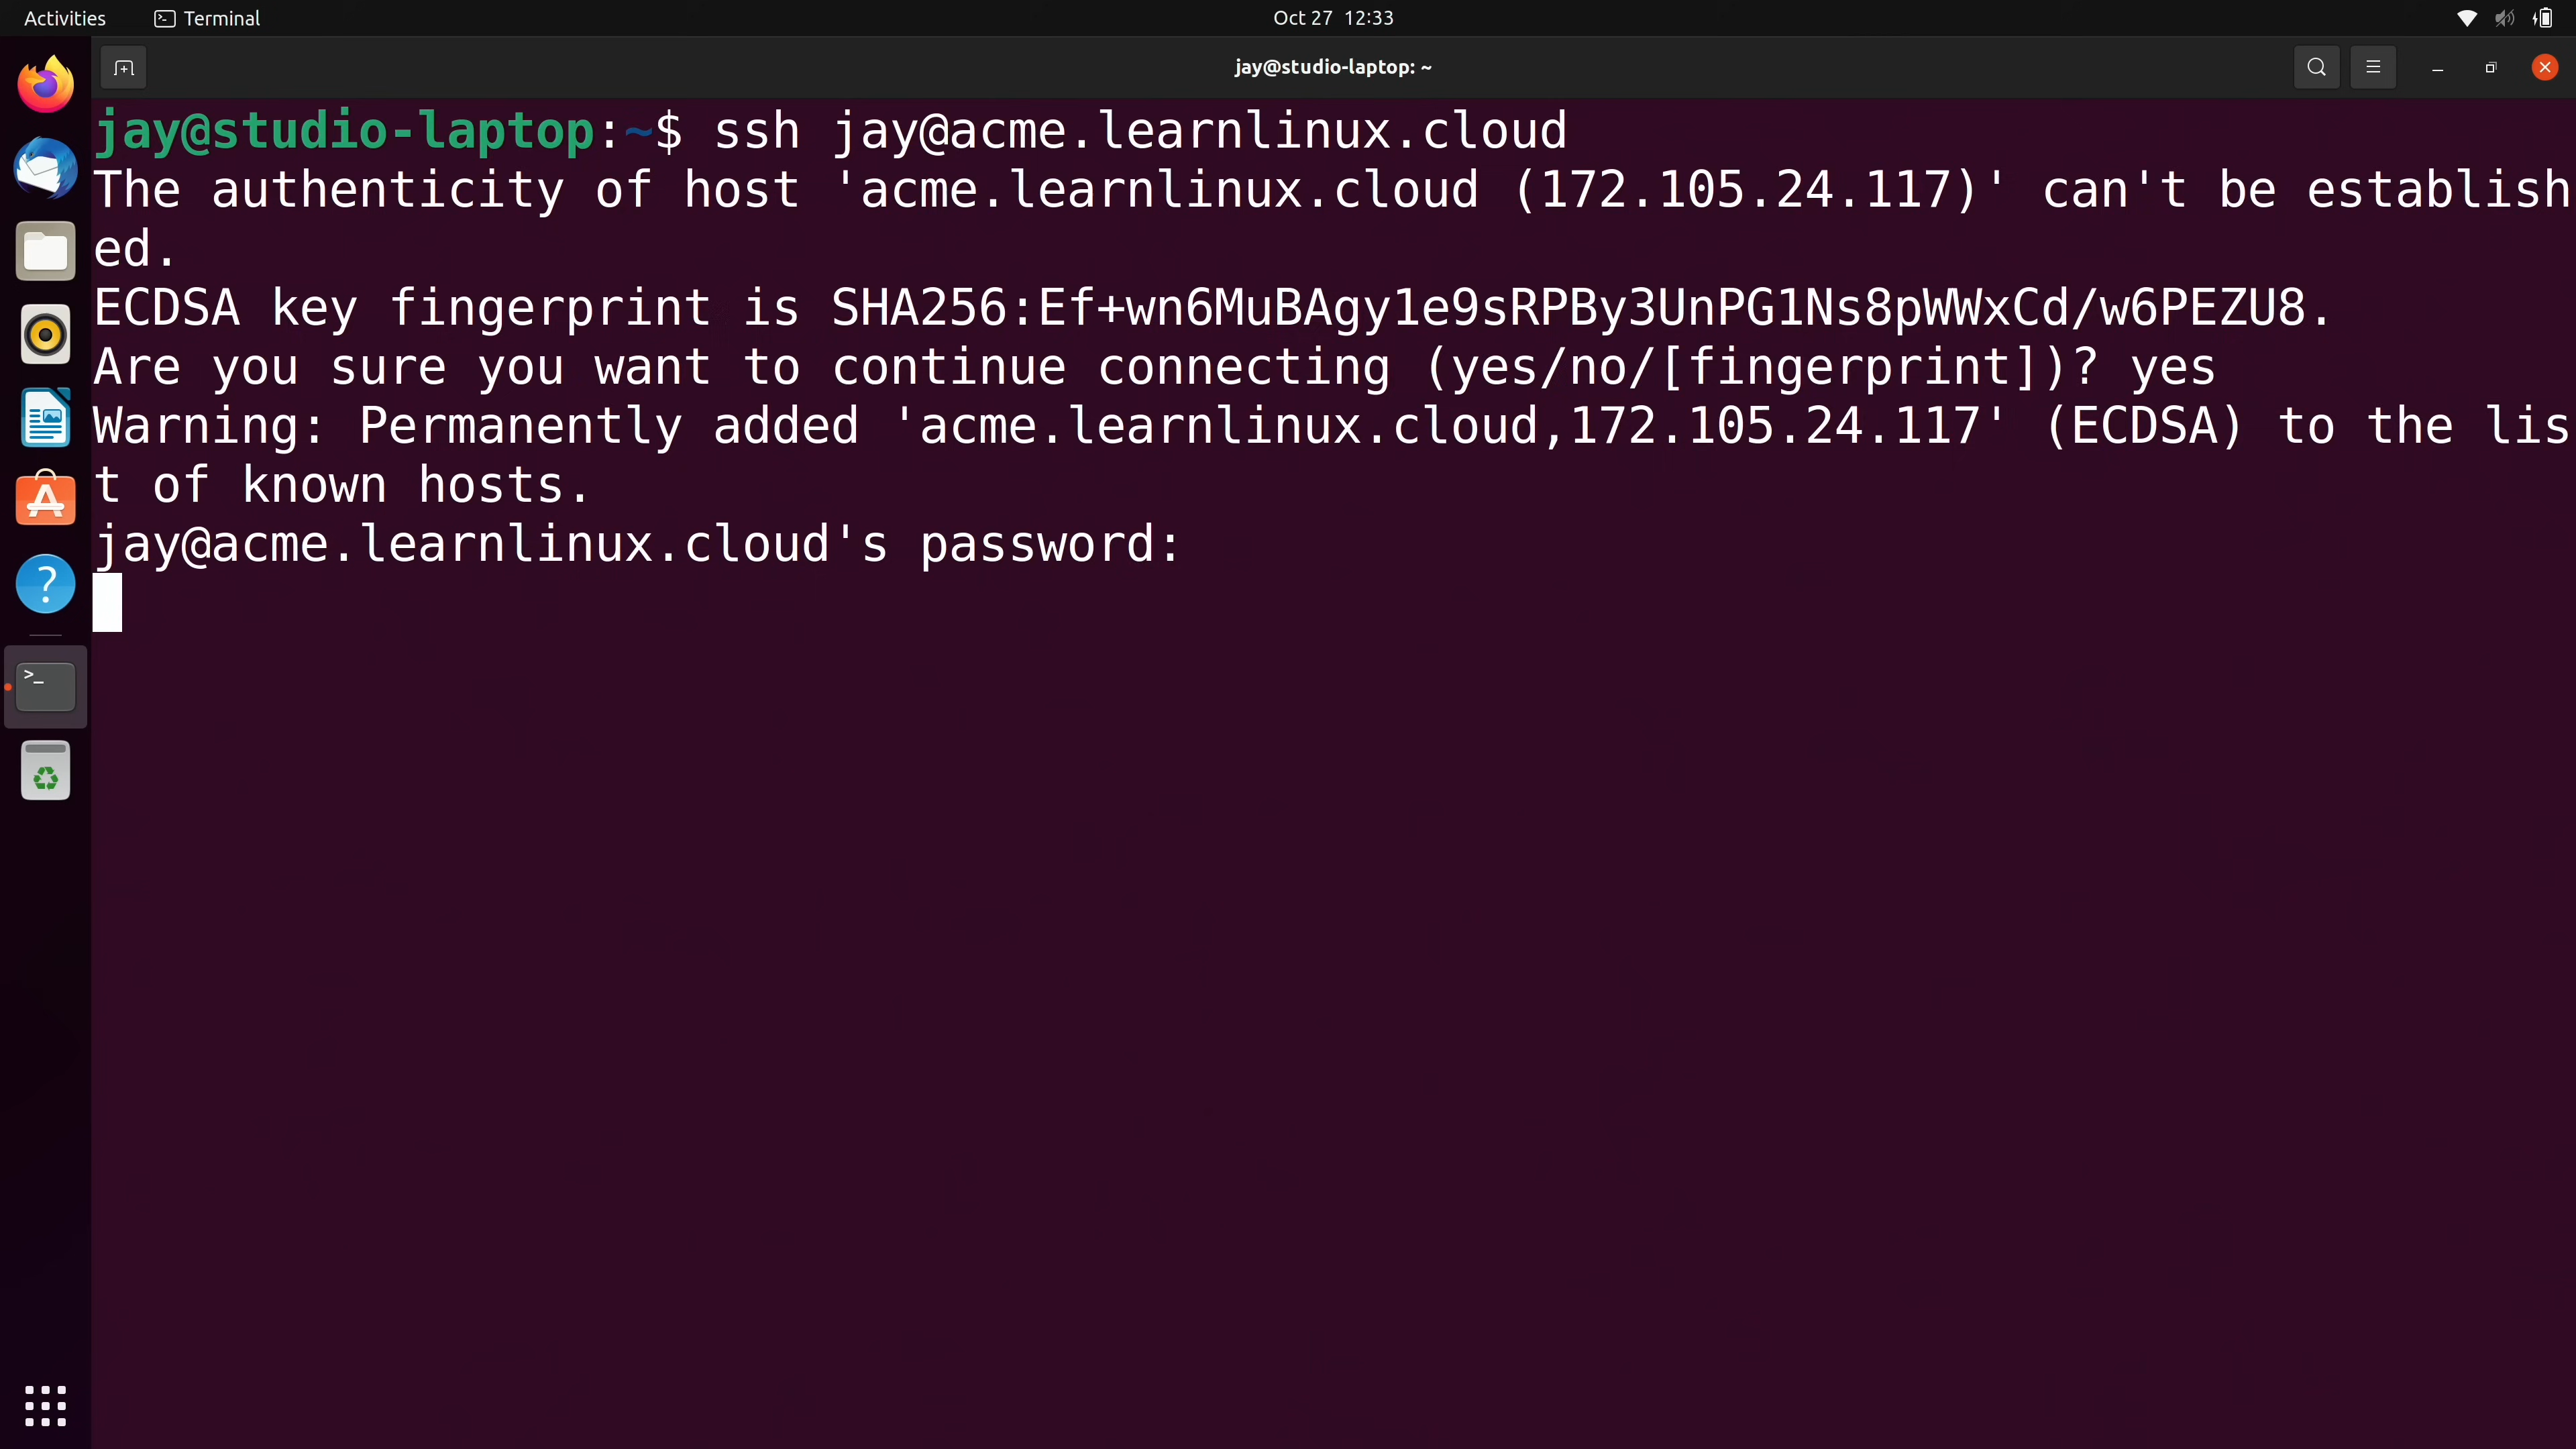 Activities Terminal Oct 27 12:33
jay@studio-laptop: ~
jay@studio-laptop:~$ ssh jay@acme.learnlinux.cloud
The authenticity of host 'acme.learnlinux.cloud (172.105.24.117)' can't be establish
ed.
ECDSA key fingerprint is SHA256:Ef+wn6MuBAgy1e9sRPBy3UnPG1Ns8pWWxCd/w6PEZU8.
Are you sure you want to continue connecting (yes/no/[fingerprint])? yes
Warning: Permanently added 'acme.learnlinux.cloud,172.105.24.117' (ECDSA) to the lis
t of known hosts.
jay@acme.learnlinux.cloud's password: